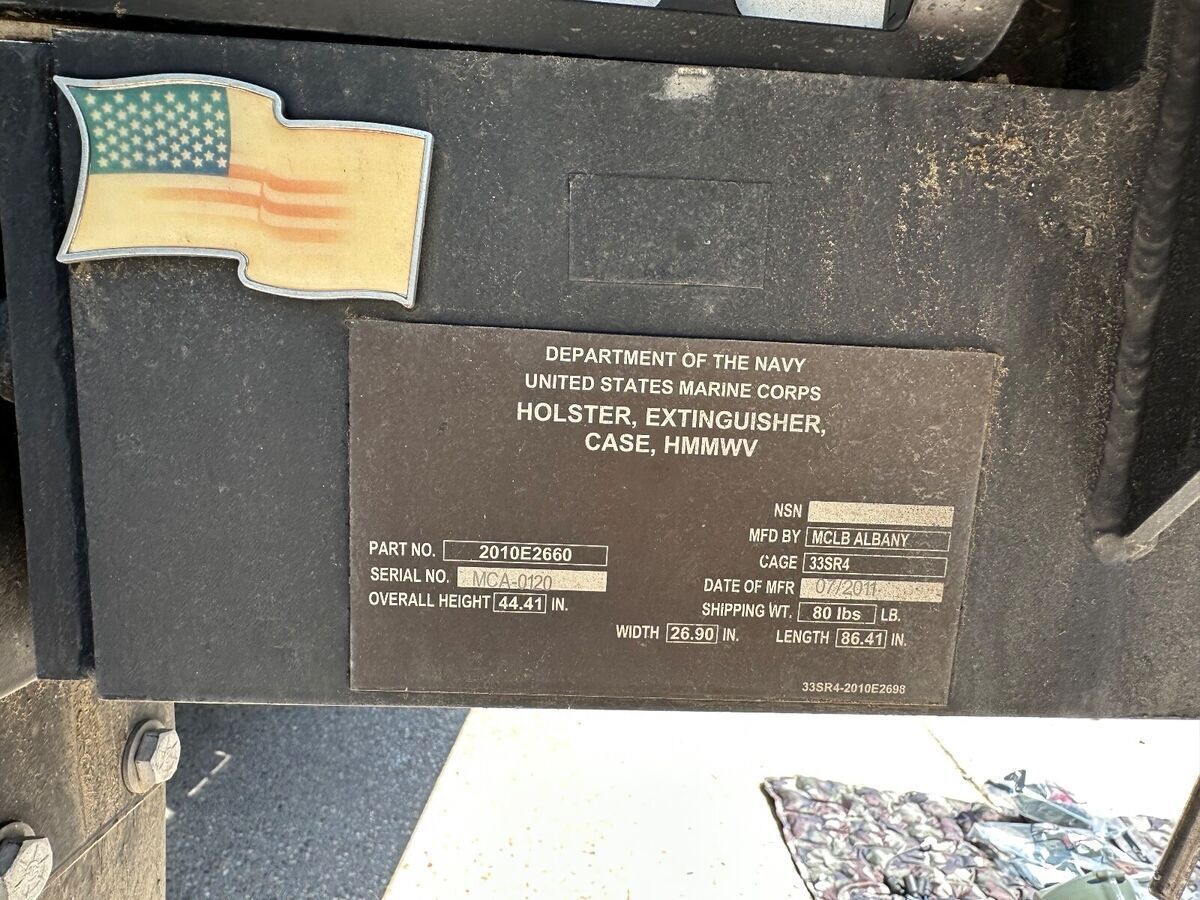 DEPARTMENT OF THE NAVY
UNITED STATES MARINE CORPS
HOLSTER, EXTINGUISHER,
CASE, HMMWV
NSN
MFD BY MCLB ALBANY
PART NO. 2010E2660
CAGE 33SR4
SERIAL NO. MCA-0120
DATE OF MFR 07/2011
OVERALL HEIGHT 44.41 IN.
SHIPPING WT. 80 lbs LB.
WIDTH 26.90 IN. LENGTH 86.41 IN.
33SR4-2010E2698